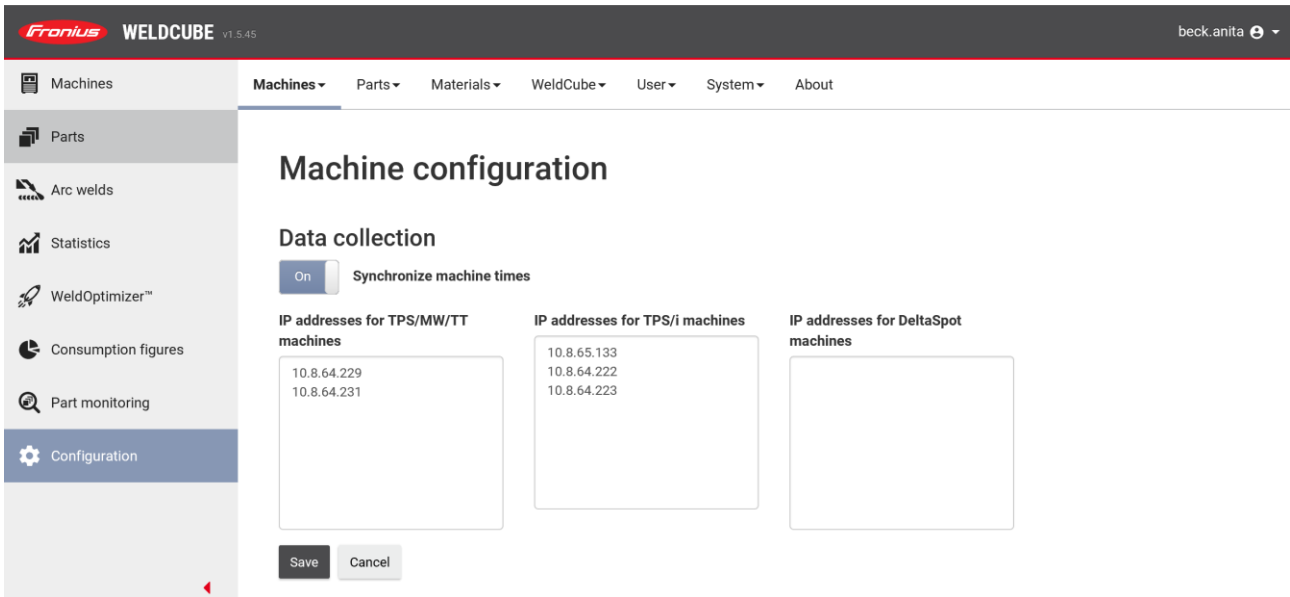 Fronius WELDCUBE v1.5.45
beck.anita
Machines
Parts
Arc welds
Statistics
WeldOptimizer™
Consumption figures
Part monitoring
Configuration
Machines Parts Materials WeldCube User System About
Machine configuration
Data collection
On Synchronize machine times
IP addresses for TPS/MW/TT
machines
10.8.64.229
10.8.64.231
IP addresses for TPS/i machines
10.8.65.133
10.8.64.222
10.8.64.223
IP addresses for DeltaSpot
machines
Save Cancel